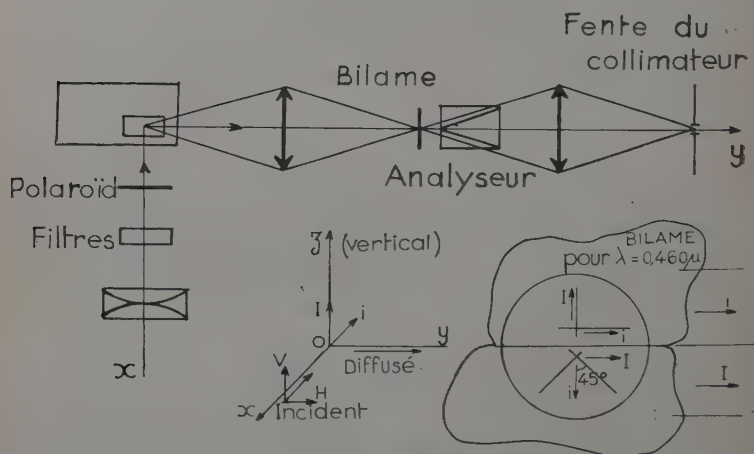 Fente du
collimateur
Bilame
y
Analyseur
Polaroïd
Filtres
x
z (vertical)
I
i
O
y
Diffusé
V
H
x
Incident
BILAME
pour λ = 0,460μ
I
i
I
i
45°
i
I